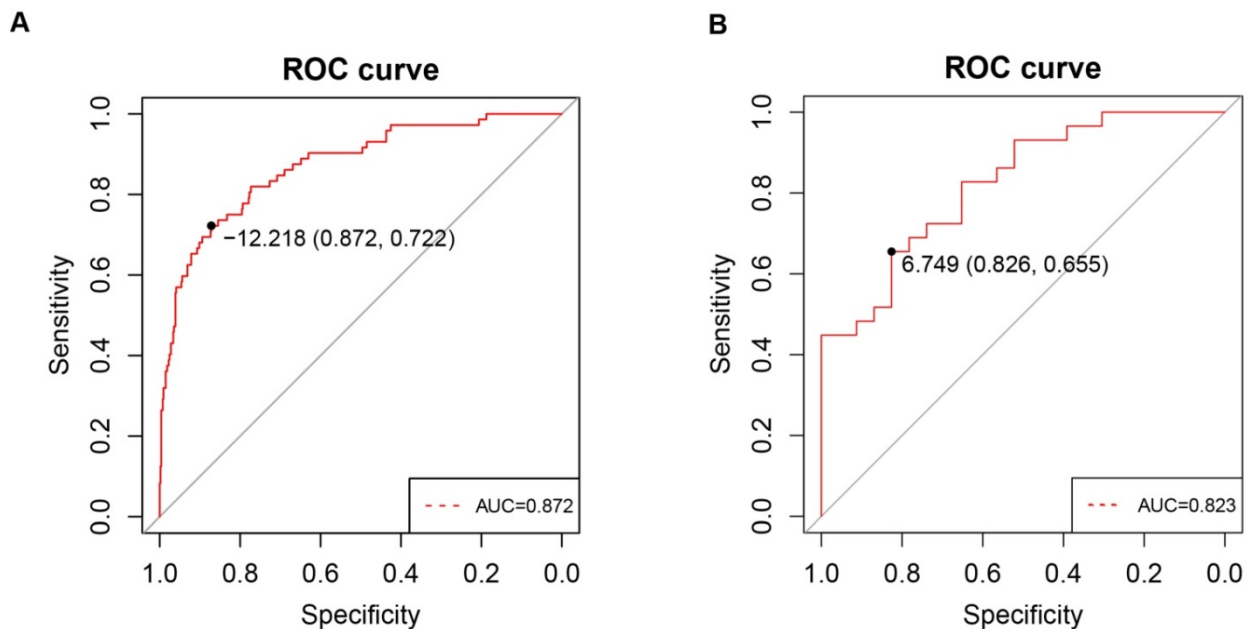 A
ROC curve
Sensitivity
1.0
0.8
0.6
0.4
0.2
0.0
−12.218 (0.872, 0.722)
AUC=0.872
1.0 0.8 0.6 0.4 0.2 0.0
Specificity
B
ROC curve
Sensitivity
1.0
0.8
0.6
0.4
0.2
0.0
6.749 (0.826, 0.655)
AUC=0.823
1.0 0.8 0.6 0.4 0.2 0.0
Specificity